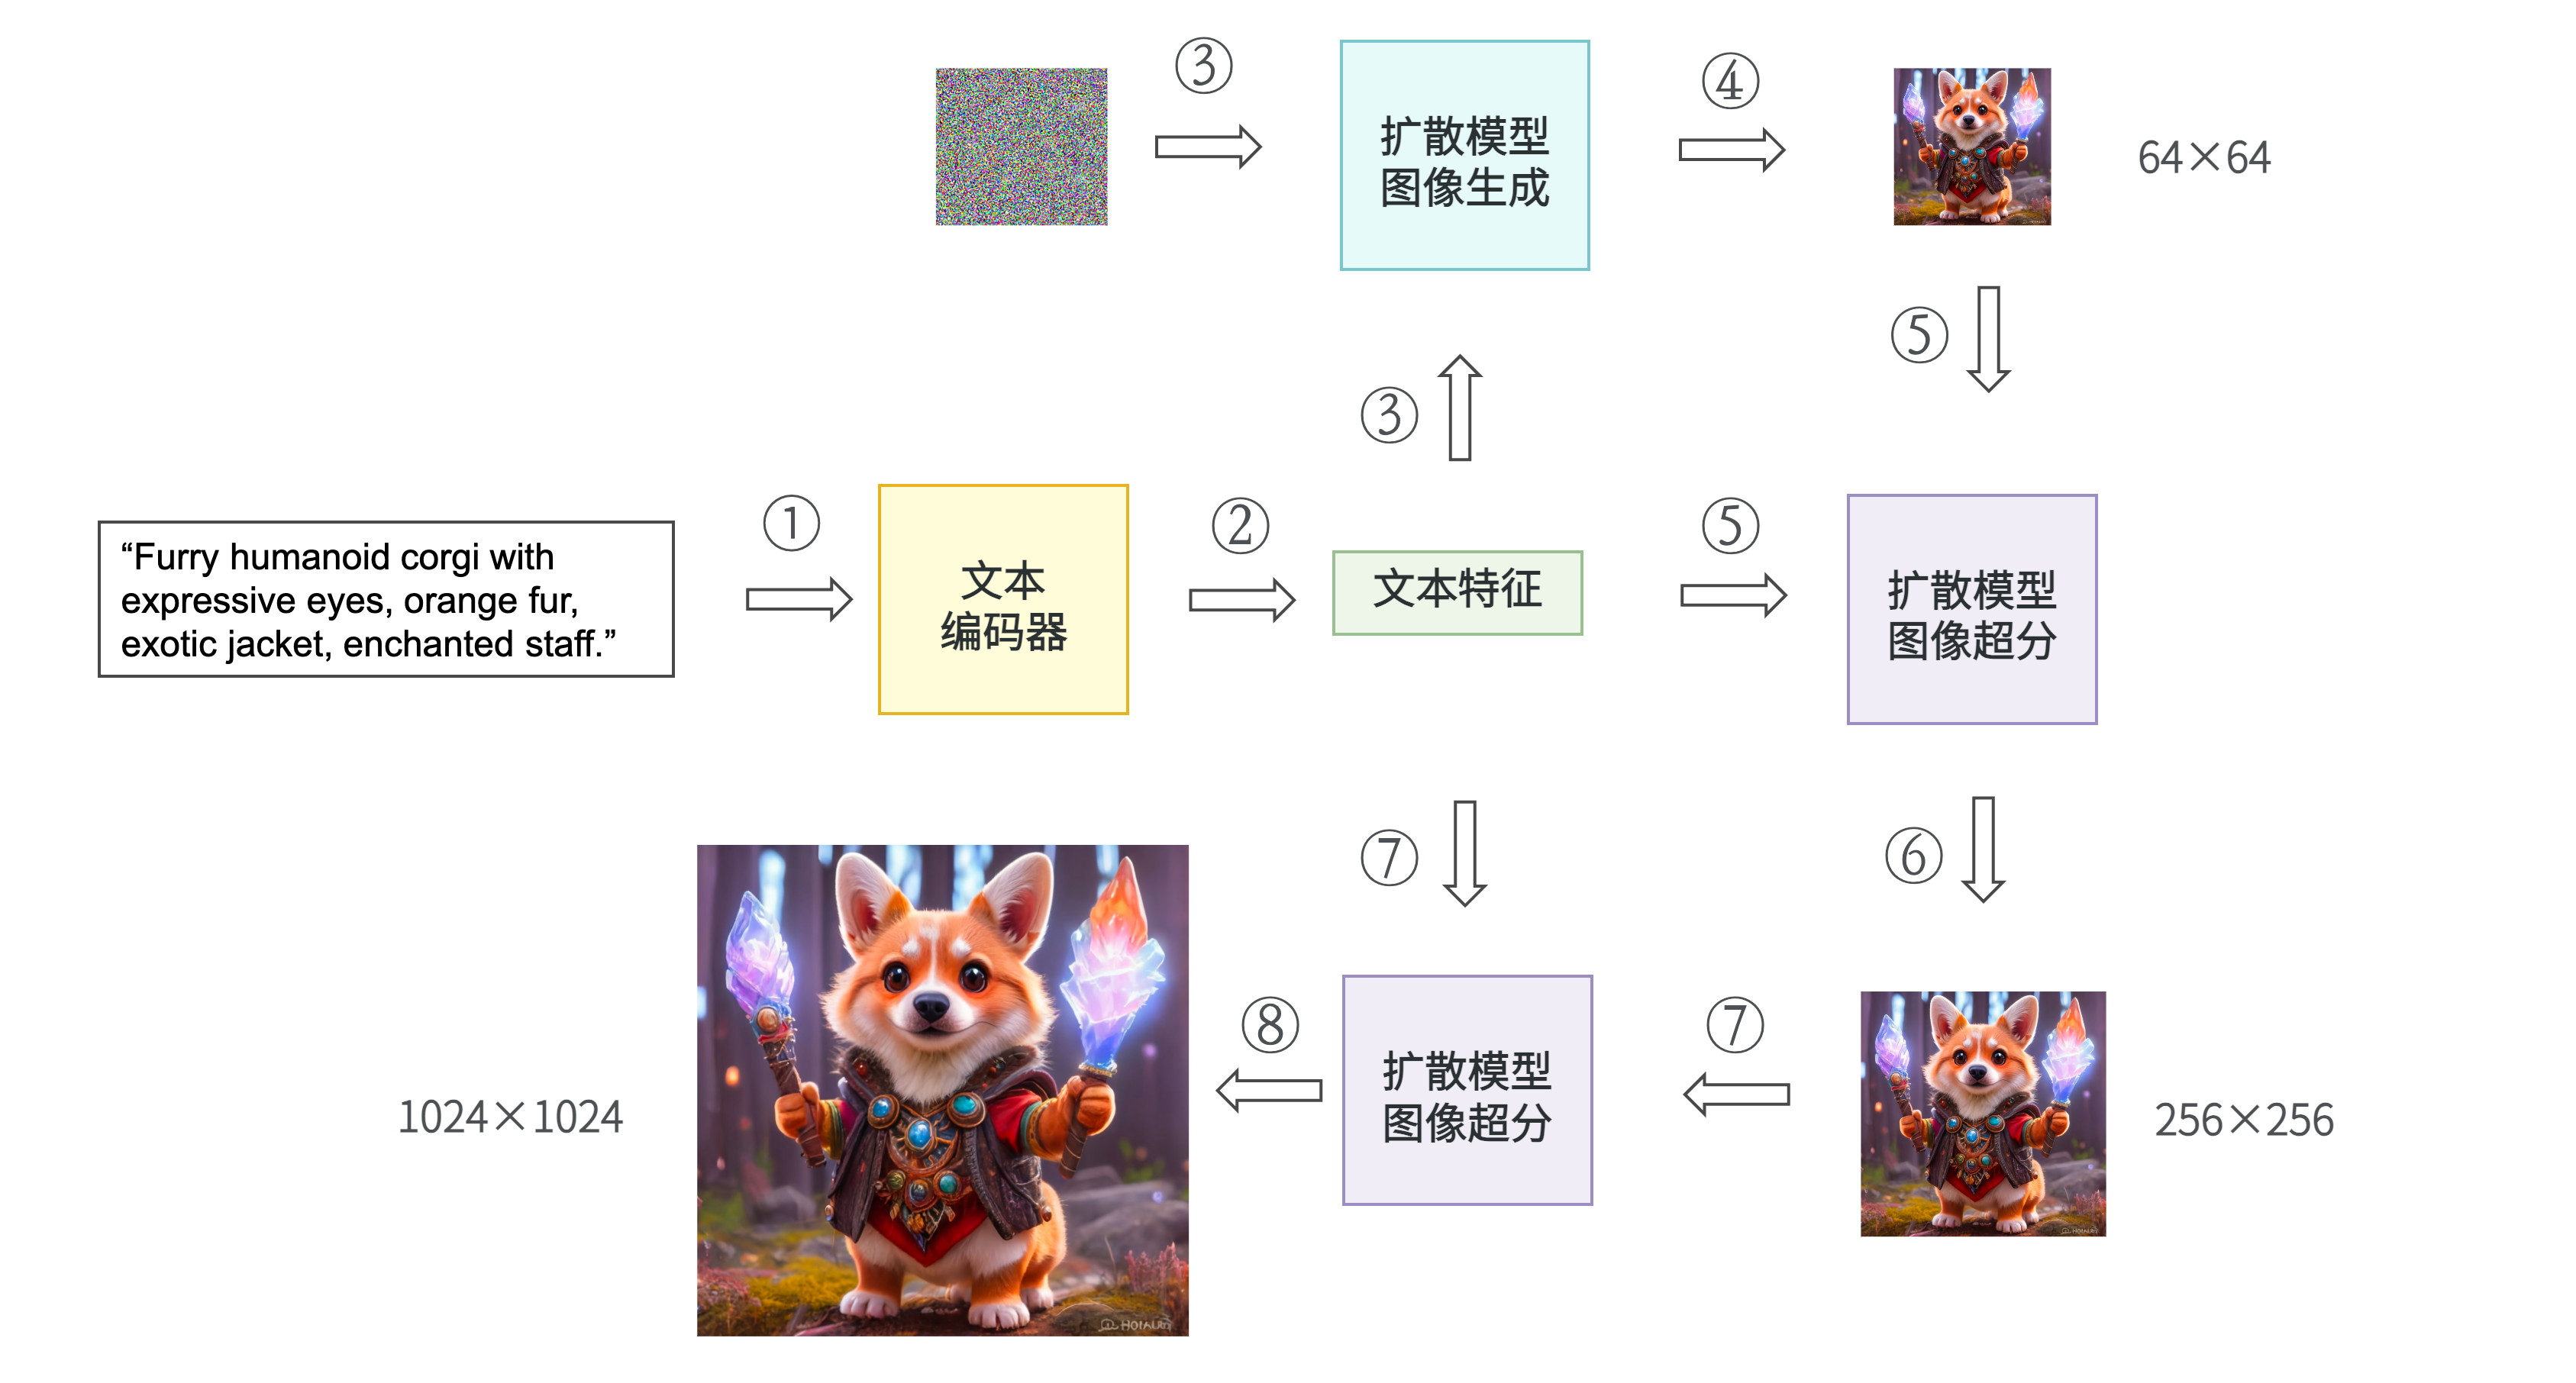 ③
扩散模型
图像生成
④
64×64
③
⑤
“Furry humanoid corgi with
expressive eyes, orange fur,
exotic jacket, enchanted staff.”
①
文本
编码器
②
文本特征
⑤
扩散模型
图像超分
⑦
⑥
1024×1024
⑧
扩散模型
图像超分
⑦
256×256